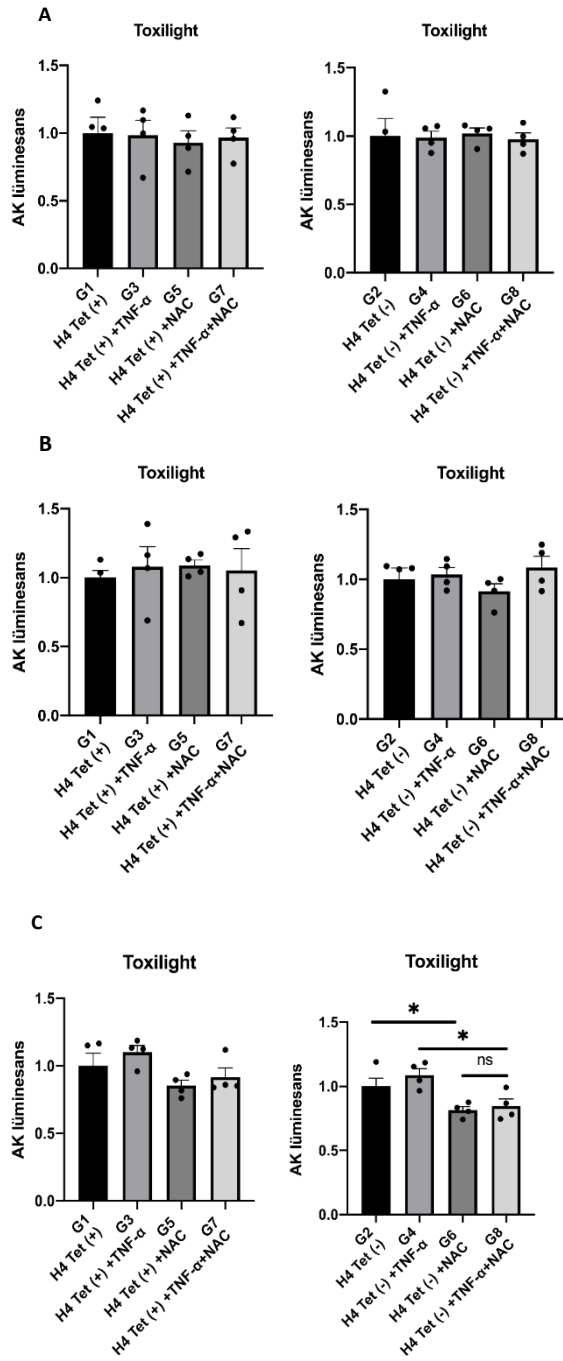 A
Toxilight
AK lüminesans
1.5
1.0
0.5
0.0
G1
H4 Tet (+)
G3
H4 Tet (+) +TNF-α
G5
H4 Tet (+) +NAC
G7
H4 Tet (+) +TNF-α+NAC
Toxilight
AK lüminesans
1.5
1.0
0.5
0.0
G2
H4 Tet (-)
G4
H4 Tet (-) +TNF-α
G6
H4 Tet (-) +NAC
G8
H4 Tet (-) +TNF-α+NAC
B
Toxilight
AK lüminesans
1.5
1.0
0.5
0.0
G1
H4 Tet (+)
G3
H4 Tet (+) +TNF-α
G5
H4 Tet (+) +NAC
G7
H4 Tet (+) +TNF-α+NAC
Toxilight
AK lüminesans
1.5
1.0
0.5
0.0
G2
H4 Tet (-)
G4
H4 Tet (-) +TNF-α
G6
H4 Tet (-) +NAC
G8
H4 Tet (-) +TNF-α+NAC
C
Toxilight
AK lüminesans
1.5
1.0
0.5
0.0
G1
H4 Tet (+)
G3
H4 Tet (+) +TNF-α
G5
H4 Tet (+) +NAC
G7
H4 Tet (+) +TNF-α+NAC
Toxilight
AK lüminesans
1.5
1.0
0.5
0.0
*
*
ns
G2
H4 Tet (-)
G4
H4 Tet (-) +TNF-α
G6
H4 Tet (-) +NAC
G8
H4 Tet (-) +TNF-α+NAC